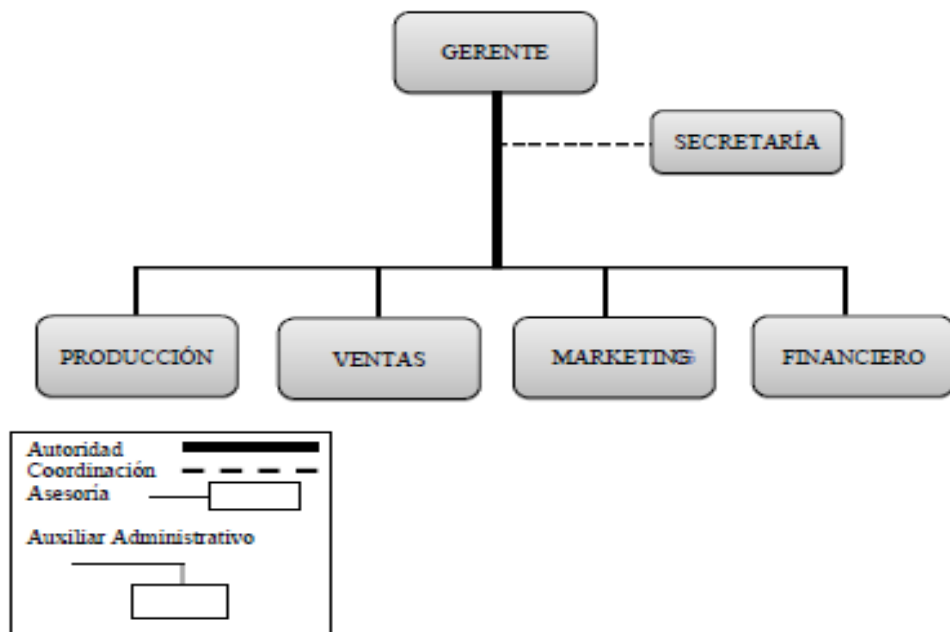 GERENTE
SECRETARÍA
PRODUCCIÓN
VENTAS
MARKETING
FINANCIERO
Autoridad
Coordinación
Asesoría
Auxiliar Administrativo